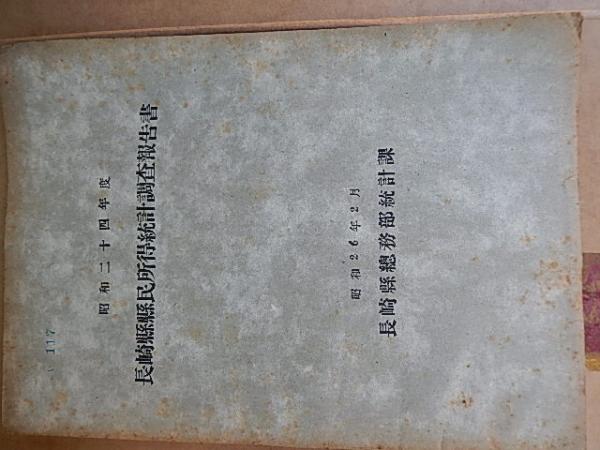 117
昭和二十四年度
長崎縣縣民所得統計調査報告書
昭和26年2月
長崎縣總務部統計課